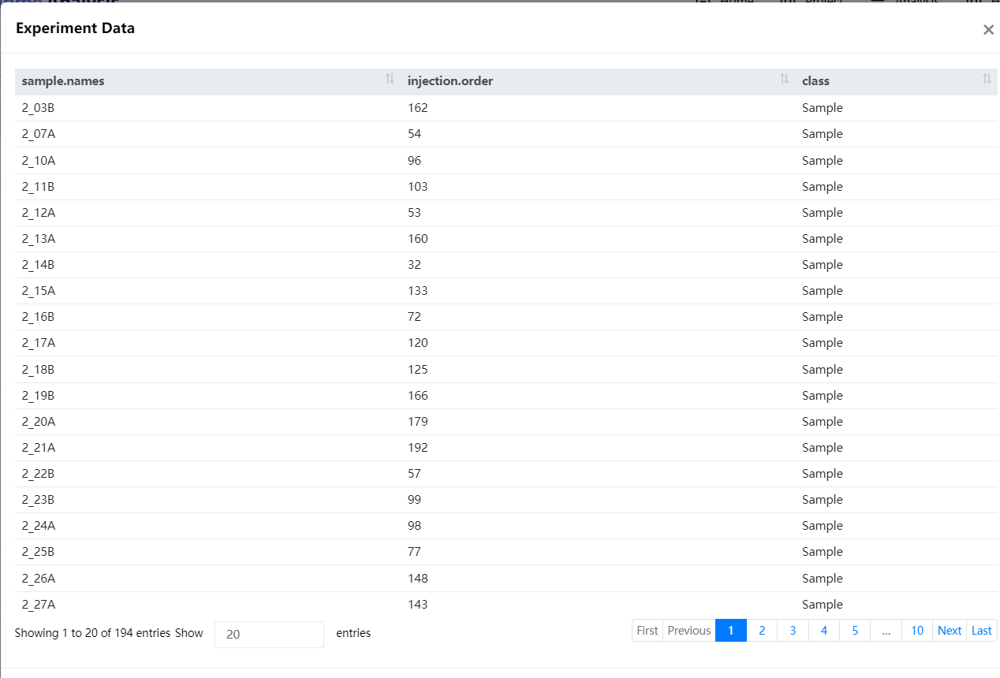 Experiment Data
×
sample.names injection.order class
2_03B 162 Sample
2_07A 54 Sample
2_10A 96 Sample
2_11B 103 Sample
2_12A 53 Sample
2_13A 160 Sample
2_14B 32 Sample
2_15A 133 Sample
2_16B 72 Sample
2_17A 120 Sample
2_18B 125 Sample
2_19B 166 Sample
2_20A 179 Sample
2_21A 192 Sample
2_22B 57 Sample
2_23B 99 Sample
2_24A 98 Sample
2_25B 77 Sample
2_26A 148 Sample
2_27A 143 Sample
Showing 1 to 20 of 194 entries Show 20 entries First Previous 1 2 3 4 5 ... 10 Next Last